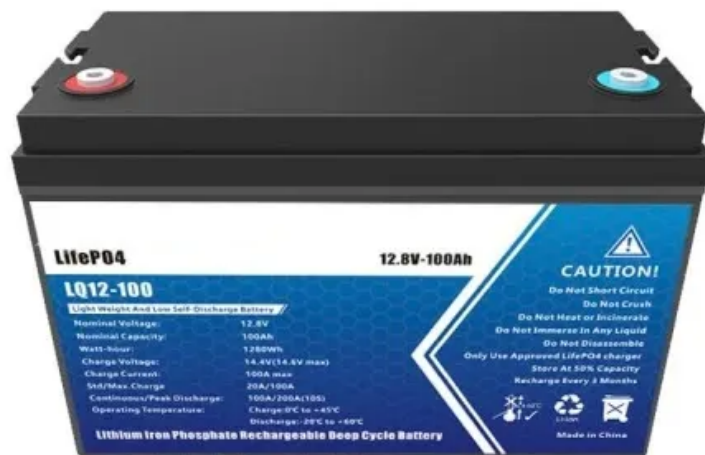 LifePO4
12.8V-100Ah
LQ12-100
Light Weight And Low Self-Discharge Battery
Nominal Voltage: 12.8V
Nominal Capacity: 100Ah
Watt-hour: 1280Wh
Charge Voltage: 14.4V(14.6V max)
Charge Current: 100A max
Std/Max.Charge 20A/100A
Continuous/Peak Discharge: 100A/200A(10S)
Operating Temperature: Charge:0℃ to +45℃
Discharge:-20℃ to +60℃
Lithium Iron Phosphate Rechargeable Deep Cycle Battery
CAUTION!
Do Not Short Circuit
Do Not Crush
Do Not Heat or Incinerate
Do Not Immerse In Any Liquid
Do Not Disassemble
Only Use Approved LifePO4 charger
Store At 50% Capacity
Recharge Every 3 Months
Made in China